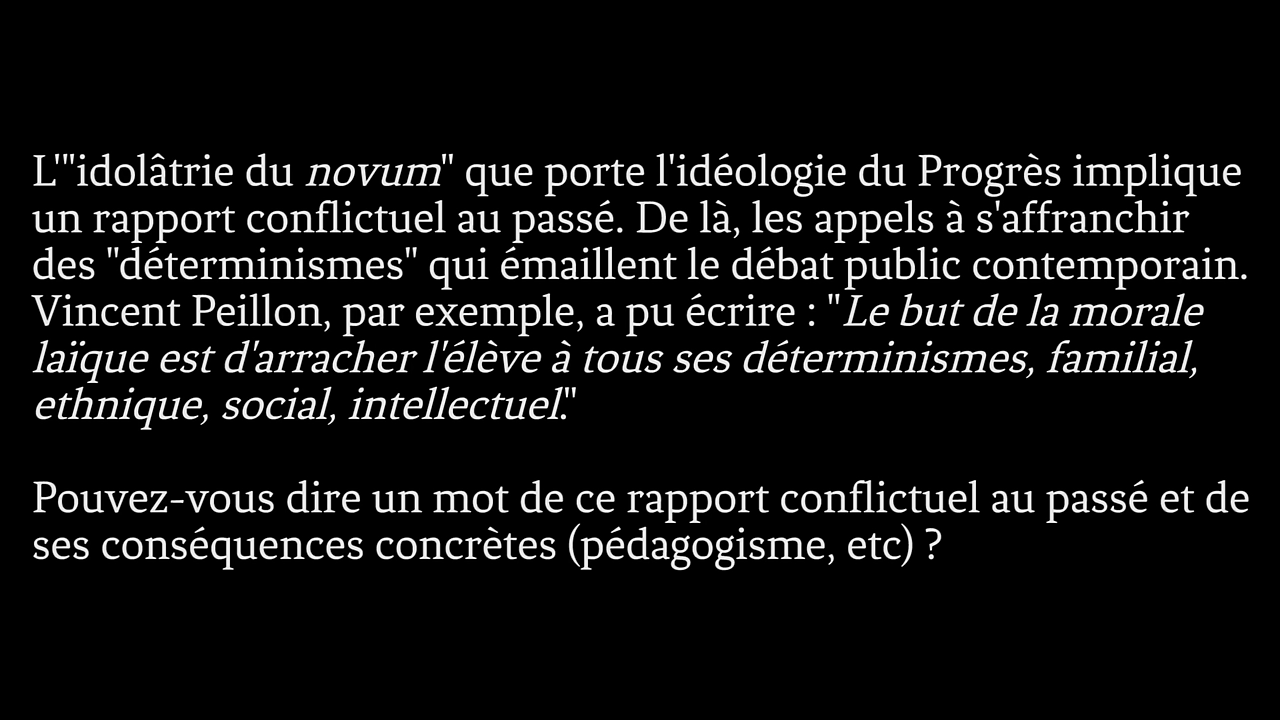 L'"idolâtrie du novum" que porte l'idéologie du Progrès implique
un rapport conflictuel au passé. De là, les appels à s'affranchir
des "déterminismes" qui émaillent le débat public contemporain.
Vincent Peillon, par exemple, a pu écrire : "Le but de la morale
laïque est d'arracher l'élève à tous ses déterminismes, familial,
ethnique, social, intellectuel."
Pouvez-vous dire un mot de ce rapport conflictuel au passé et de
ses conséquences concrètes (pédagogisme, etc) ?